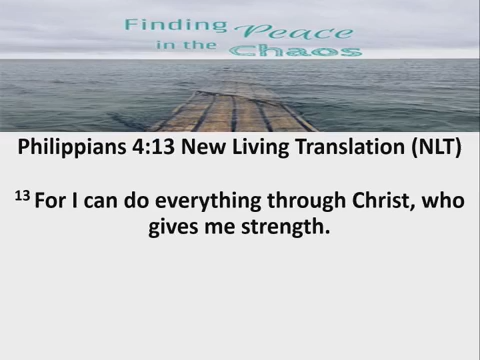 Finding Peace
in the Chaos
Philippians 4:13 New Living Translation (NLT)
13 For I can do everything through Christ, who
gives me strength.